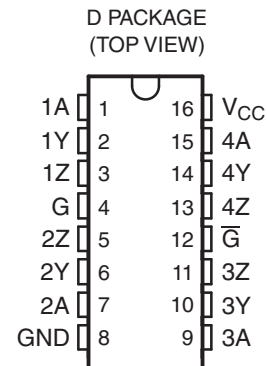 D PACKAGE
(TOP VIEW)
1A 1 16 VCC
1Y 2 15 4A
1Z 3 14 4Y
G 4 13 4Z
2Z 5 12 G̅
2Y 6 11 3Z
2A 7 10 3Y
GND 8 9 3A